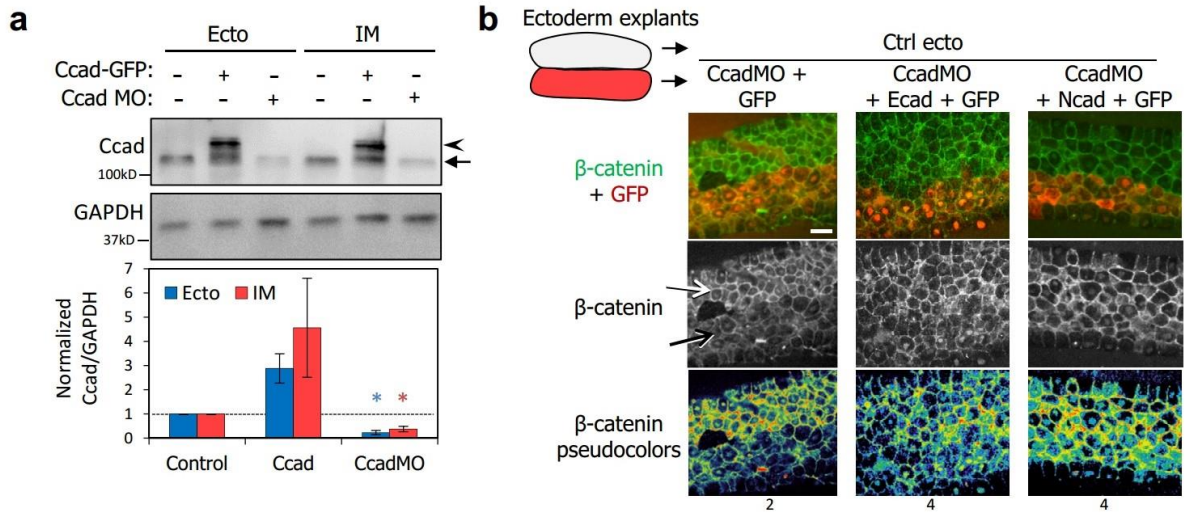 a
Ecto IM
Ccad-GFP: - + - - + -
Ccad MO: - - + - - +
Ccad
100kD
GAPDH
37kD
7
6
5
4
3
2
1
0
Normalized
Ccad/GAPDH
Ecto IM
* *
Control Ccad CcadMO
b
Ectoderm explants
Ctrl ecto
CcadMO +
GFP
CcadMO
+ Ecad + GFP
CcadMO
+ Ncad + GFP
β-catenin
+ GFP
β-catenin
β-catenin
pseudocolors
2 4 4